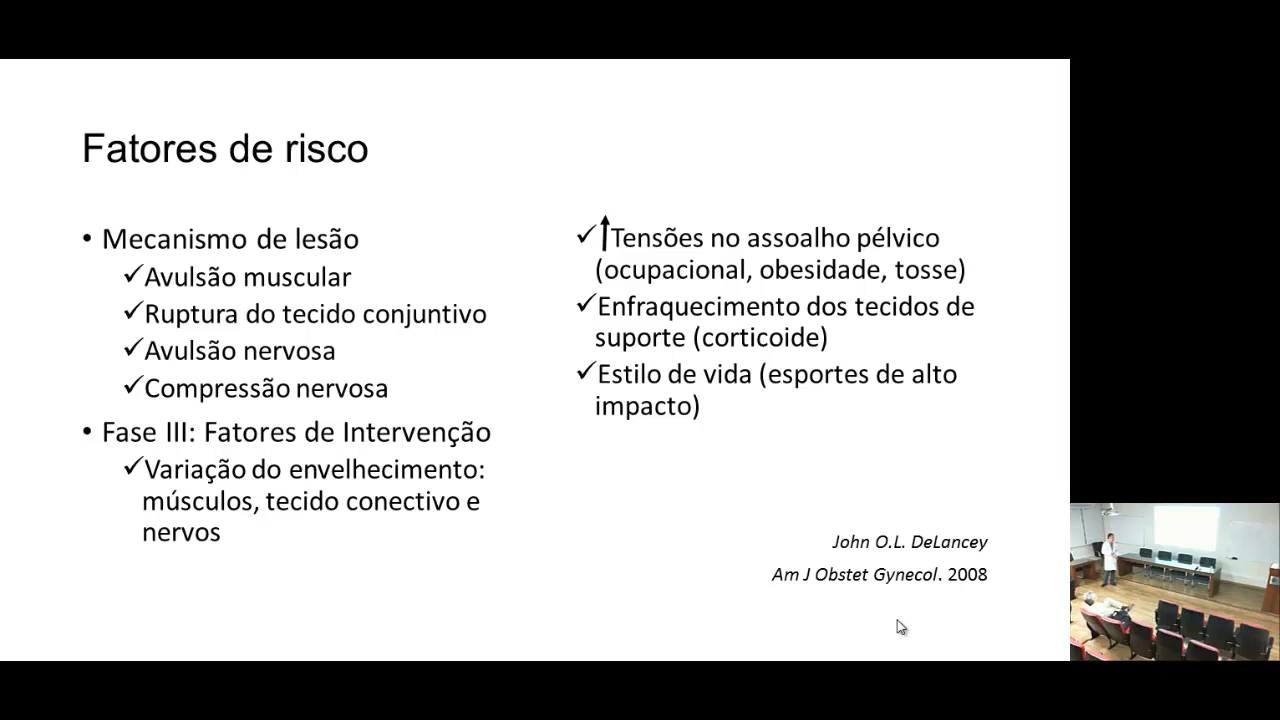 Fatores de risco
• Mecanismo de lesão
✓Avulsão muscular
✓Ruptura do tecido conjuntivo
✓Avulsão nervosa
✓Compressão nervosa
• Fase III: Fatores de Intervenção
✓Variação do envelhecimento:
músculos, tecido conectivo e
nervos
✓↑Tensões no assoalho pélvico
(ocupacional, obesidade, tosse)
✓Enfraquecimento dos tecidos de
suporte (corticoide)
✓Estilo de vida (esportes de alto
impacto)
John O.L. DeLancey
Am J Obstet Gynecol. 2008